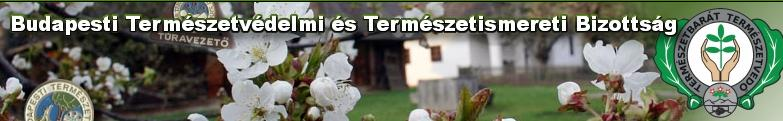 Budapesti Természetvédelmi és Természetismereti Bizottság
TÚRAVEZETŐ
TERMÉSZETBARÁT TERMÉSZETVÉDŐ
BUDAPESTI TERMÉSZET